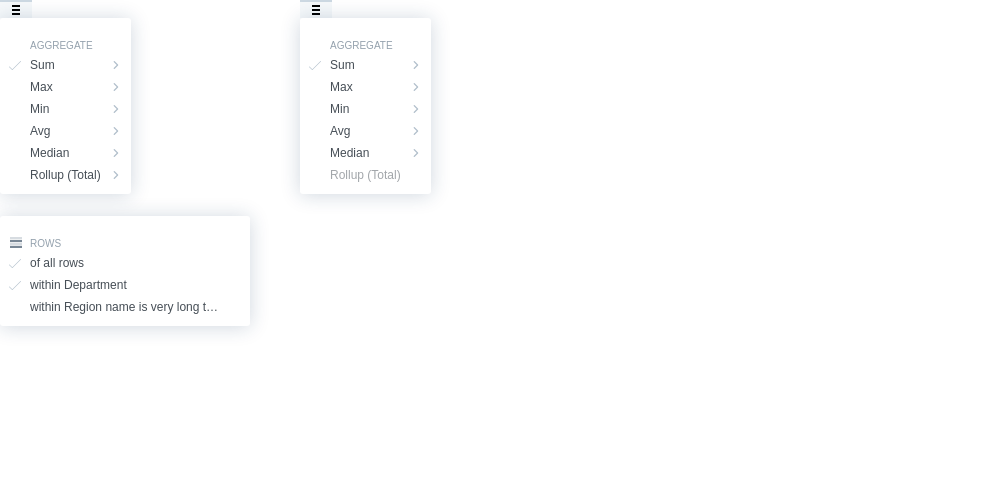 AGGREGATE
Sum
Max
Min
Avg
Median
Rollup (Total)
ROWS
of all rows
within Department
within Region name is very long t…
AGGREGATE
Sum
Max
Min
Avg
Median
Rollup (Total)